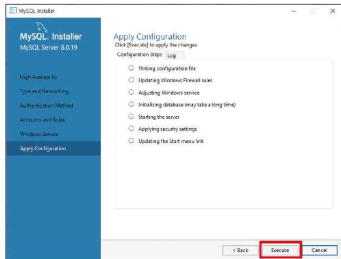 MySQL Installer
MySQL. Installer
MySQL Server 8.0.19
High Availability
Type and Networking
Authentication Method
Accounts and Roles
Windows Service
Apply Configuration
Apply Configuration
Click [Execute] to apply the changes
Configuration Steps Log
Writing configuration file
Updating Windows Firewall rules
Adjusting Windows service
Initializing database (may take a long time)
Starting the server
Applying security settings
Updating the Start menu link
< Back Execute Cancel